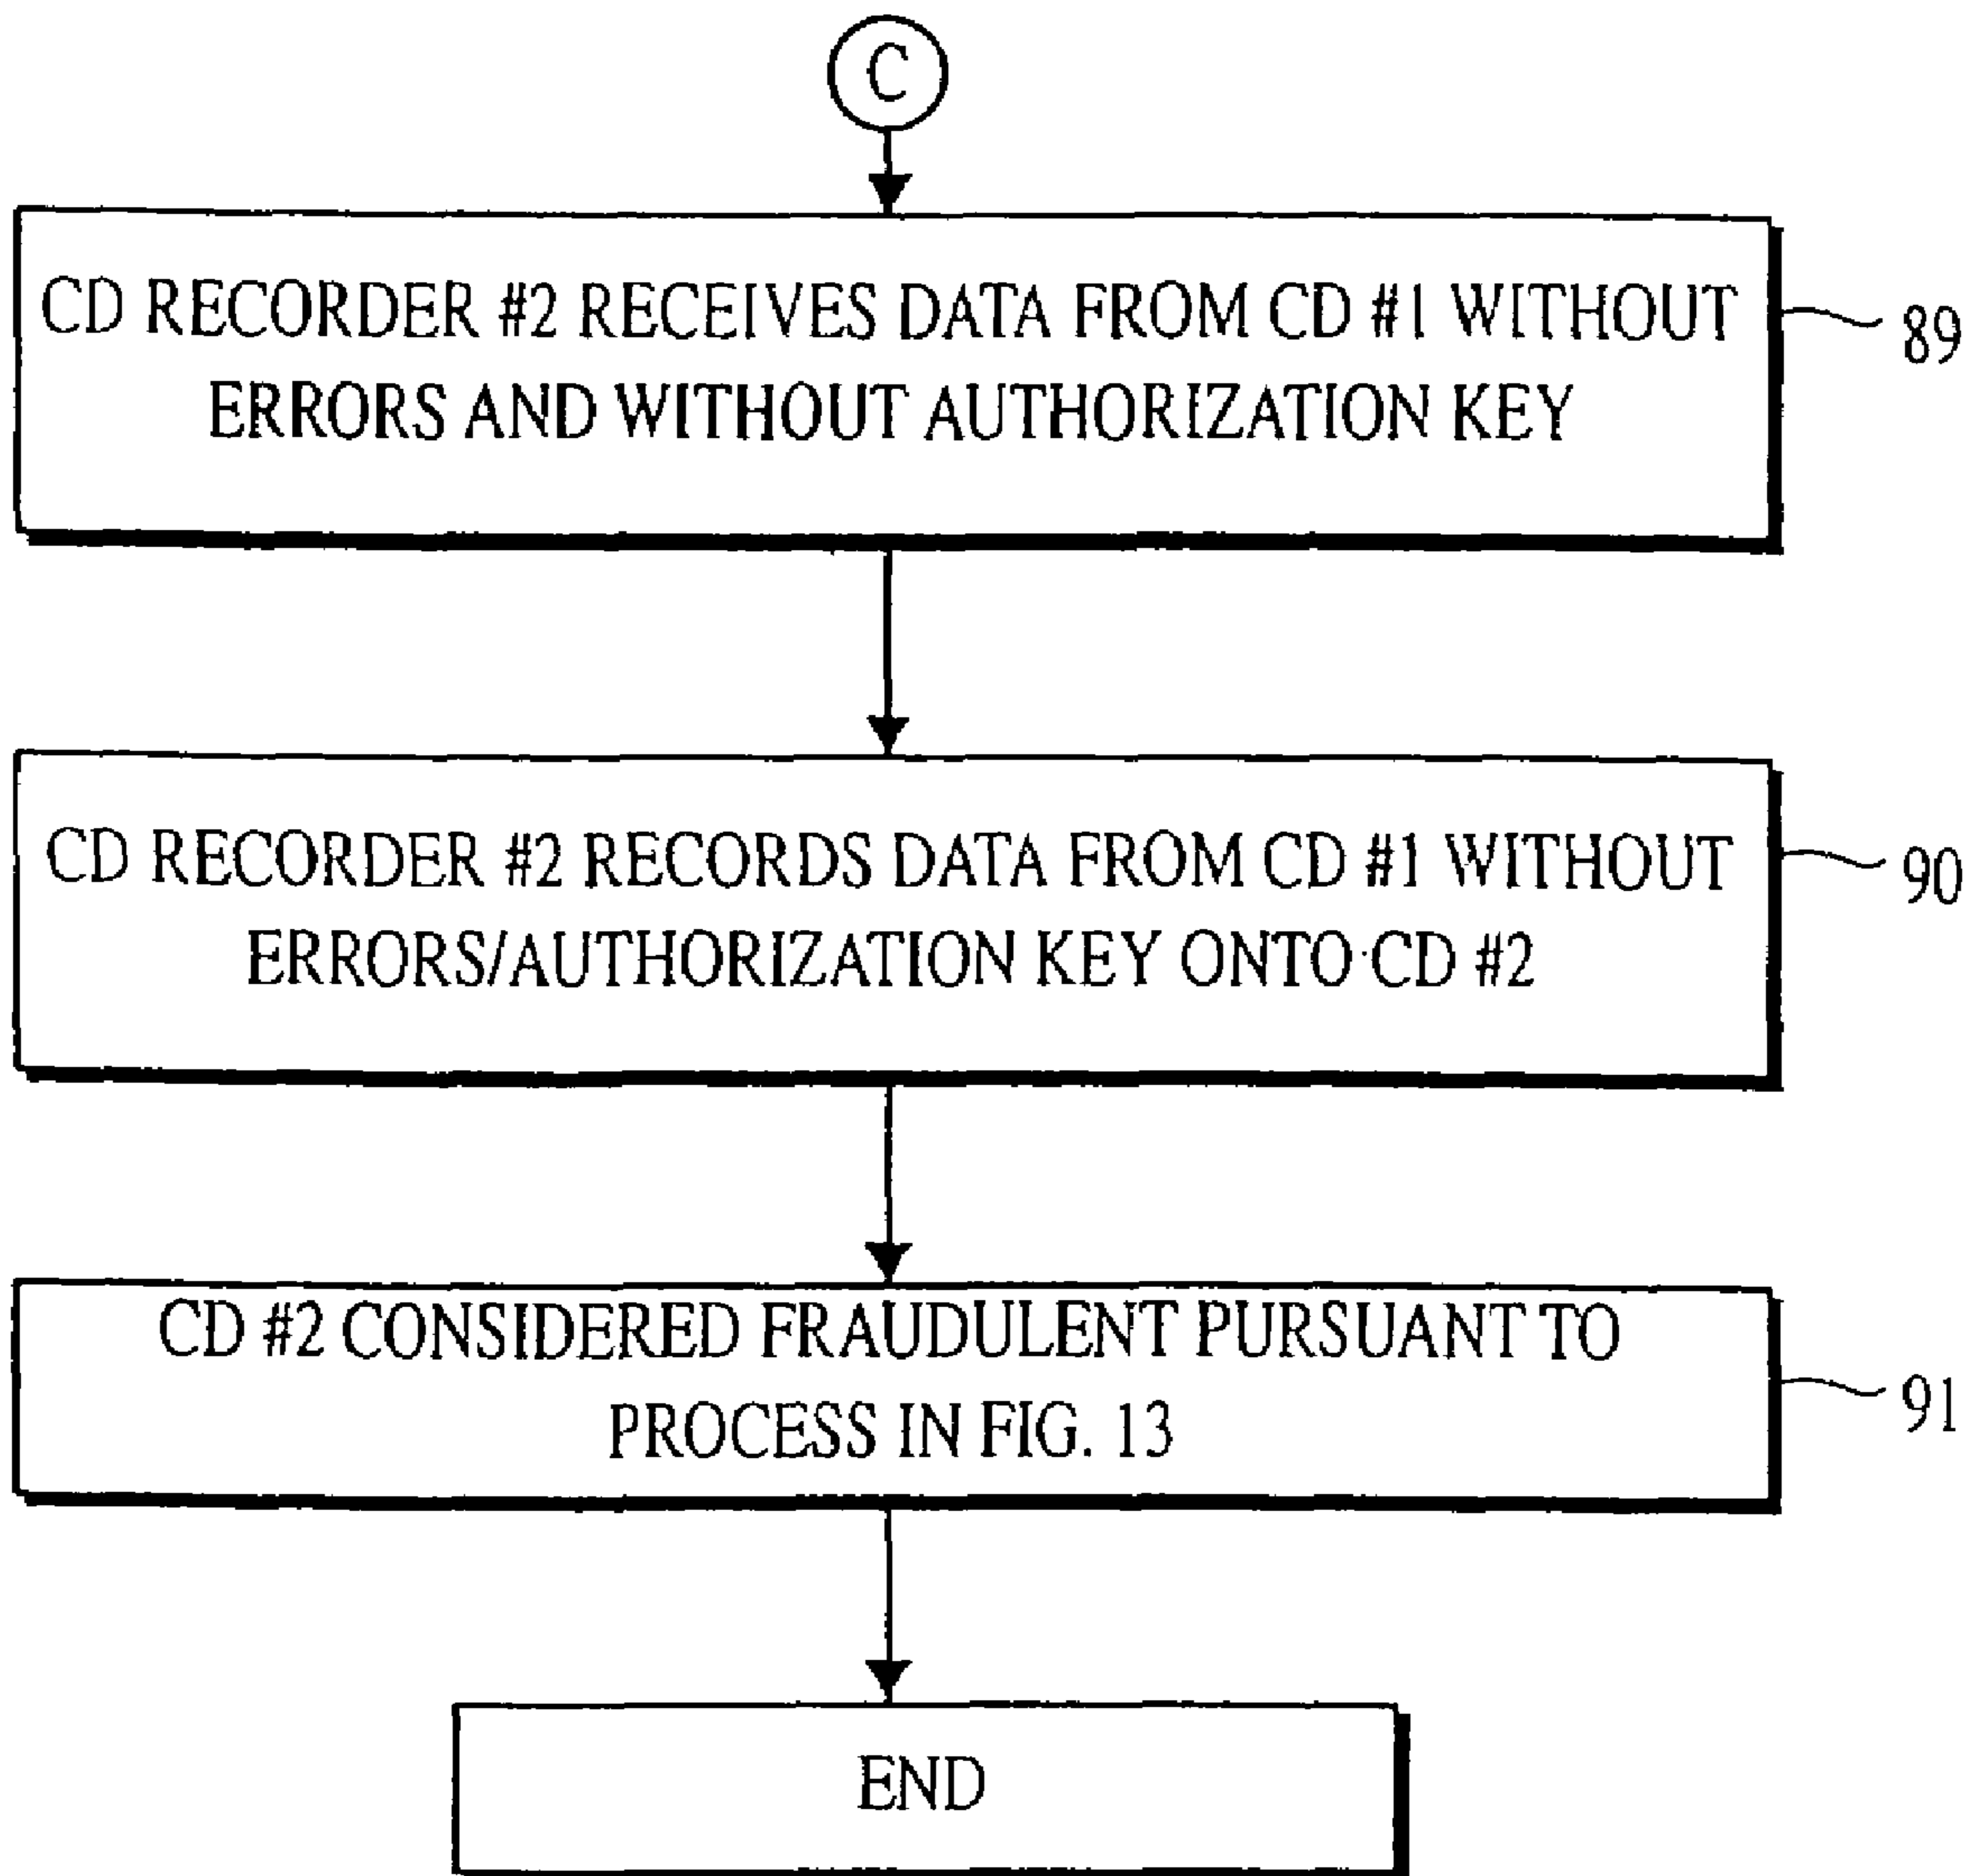 C
CD RECORDER #2 RECEIVES DATA FROM CD #1 WITHOUT
ERRORS AND WITHOUT AUTHORIZATION KEY
89
CD RECORDER #2 RECORDS DATA FROM CD #1 WITHOUT
ERRORS/AUTHORIZATION KEY ONTO CD #2
90
CD #2 CONSIDERED FRAUDULENT PURSUANT TO
PROCESS IN FIG. 13
91
END